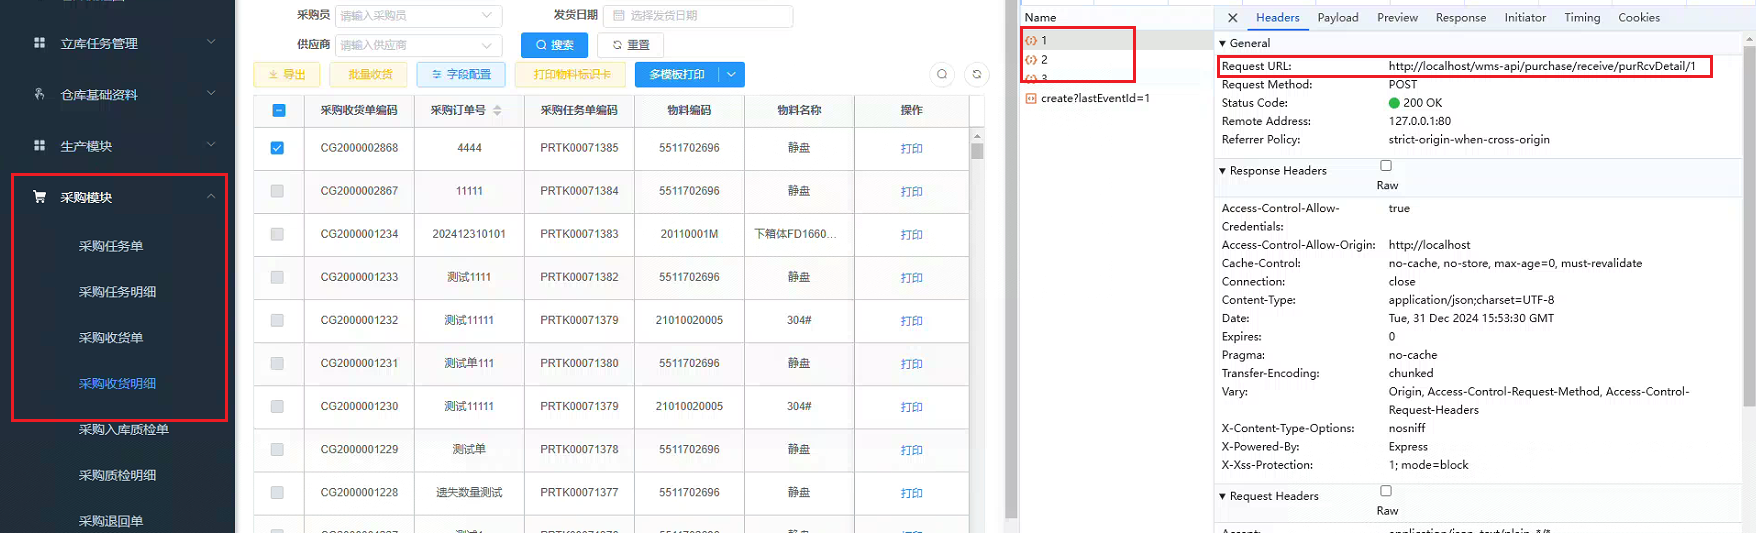 立库任务管理
仓库基础资料
生产模块
采购模块
采购任务单
采购任务明细
采购收货单
采购收货明细
采购入库质检单
采购质检明细
采购退回单
采购员 请输入采购员 发货日期 选择发货日期
供应商 请输入供应商 搜索 重置
导出 批量收货 字段配置 打印物料标识卡 多模板打印
采购收货单编码 采购订单号 采购任务单编码 物料编码 物料名称 操作
CG2000002868 4444 PRTK00071385 5511702696 静盘 打印
CG2000002867 11111 PRTK00071384 5511702696 静盘 打印
CG2000001234 202412310101 PRTK00071383 20110001M 下箱体FD1660... 打印
CG2000001233 测试1111 PRTK00071382 5511702696 静盘 打印
CG2000001232 测试11111 PRTK00071379 21010020005 304# 打印
CG2000001231 测试单111 PRTK00071380 5511702696 静盘 打印
CG2000001230 测试11111 PRTK00071379 21010020005 304# 打印
CG2000001229 测试单 PRTK00071378 5511702696 静盘 打印
CG2000001228 遗失数量测试 PRTK00071377 5511702696 静盘 打印
Name
1
2
3
create?lastEventId=1
Headers Payload Preview Response Initiator Timing Cookies
General
Request URL: http://localhost/wms-api/purchase/receive/purRcvDetail/1
Request Method: POST
Status Code: 200 OK
Remote Address: 127.0.0.1:80
Referrer Policy: strict-origin-when-cross-origin
Response Headers
Raw
Access-Control-Allow-Credentials: true
Access-Control-Allow-Origin: http://localhost
Cache-Control: no-cache, no-store, max-age=0, must-revalidate
Connection: close
Content-Type: application/json;charset=UTF-8
Date: Tue, 31 Dec 2024 15:53:30 GMT
Expires: 0
Pragma: no-cache
Transfer-Encoding: chunked
Vary: Origin, Access-Control-Request-Method, Access-Control-
Request-Headers
X-Content-Type-Options: nosniff
X-Powered-By: Express
X-Xss-Protection: 1; mode=block
Request Headers
Raw